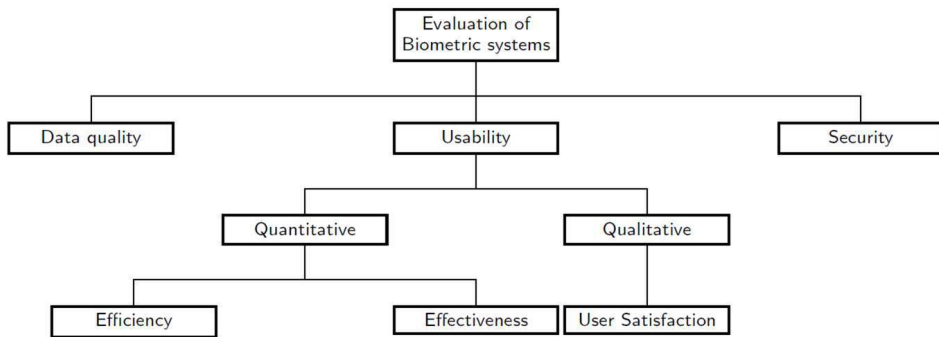 Evaluation of
Biometric systems
Data quality
Usability
Security
Quantitative
Qualitative
Efficiency
Effectiveness
User Satisfaction